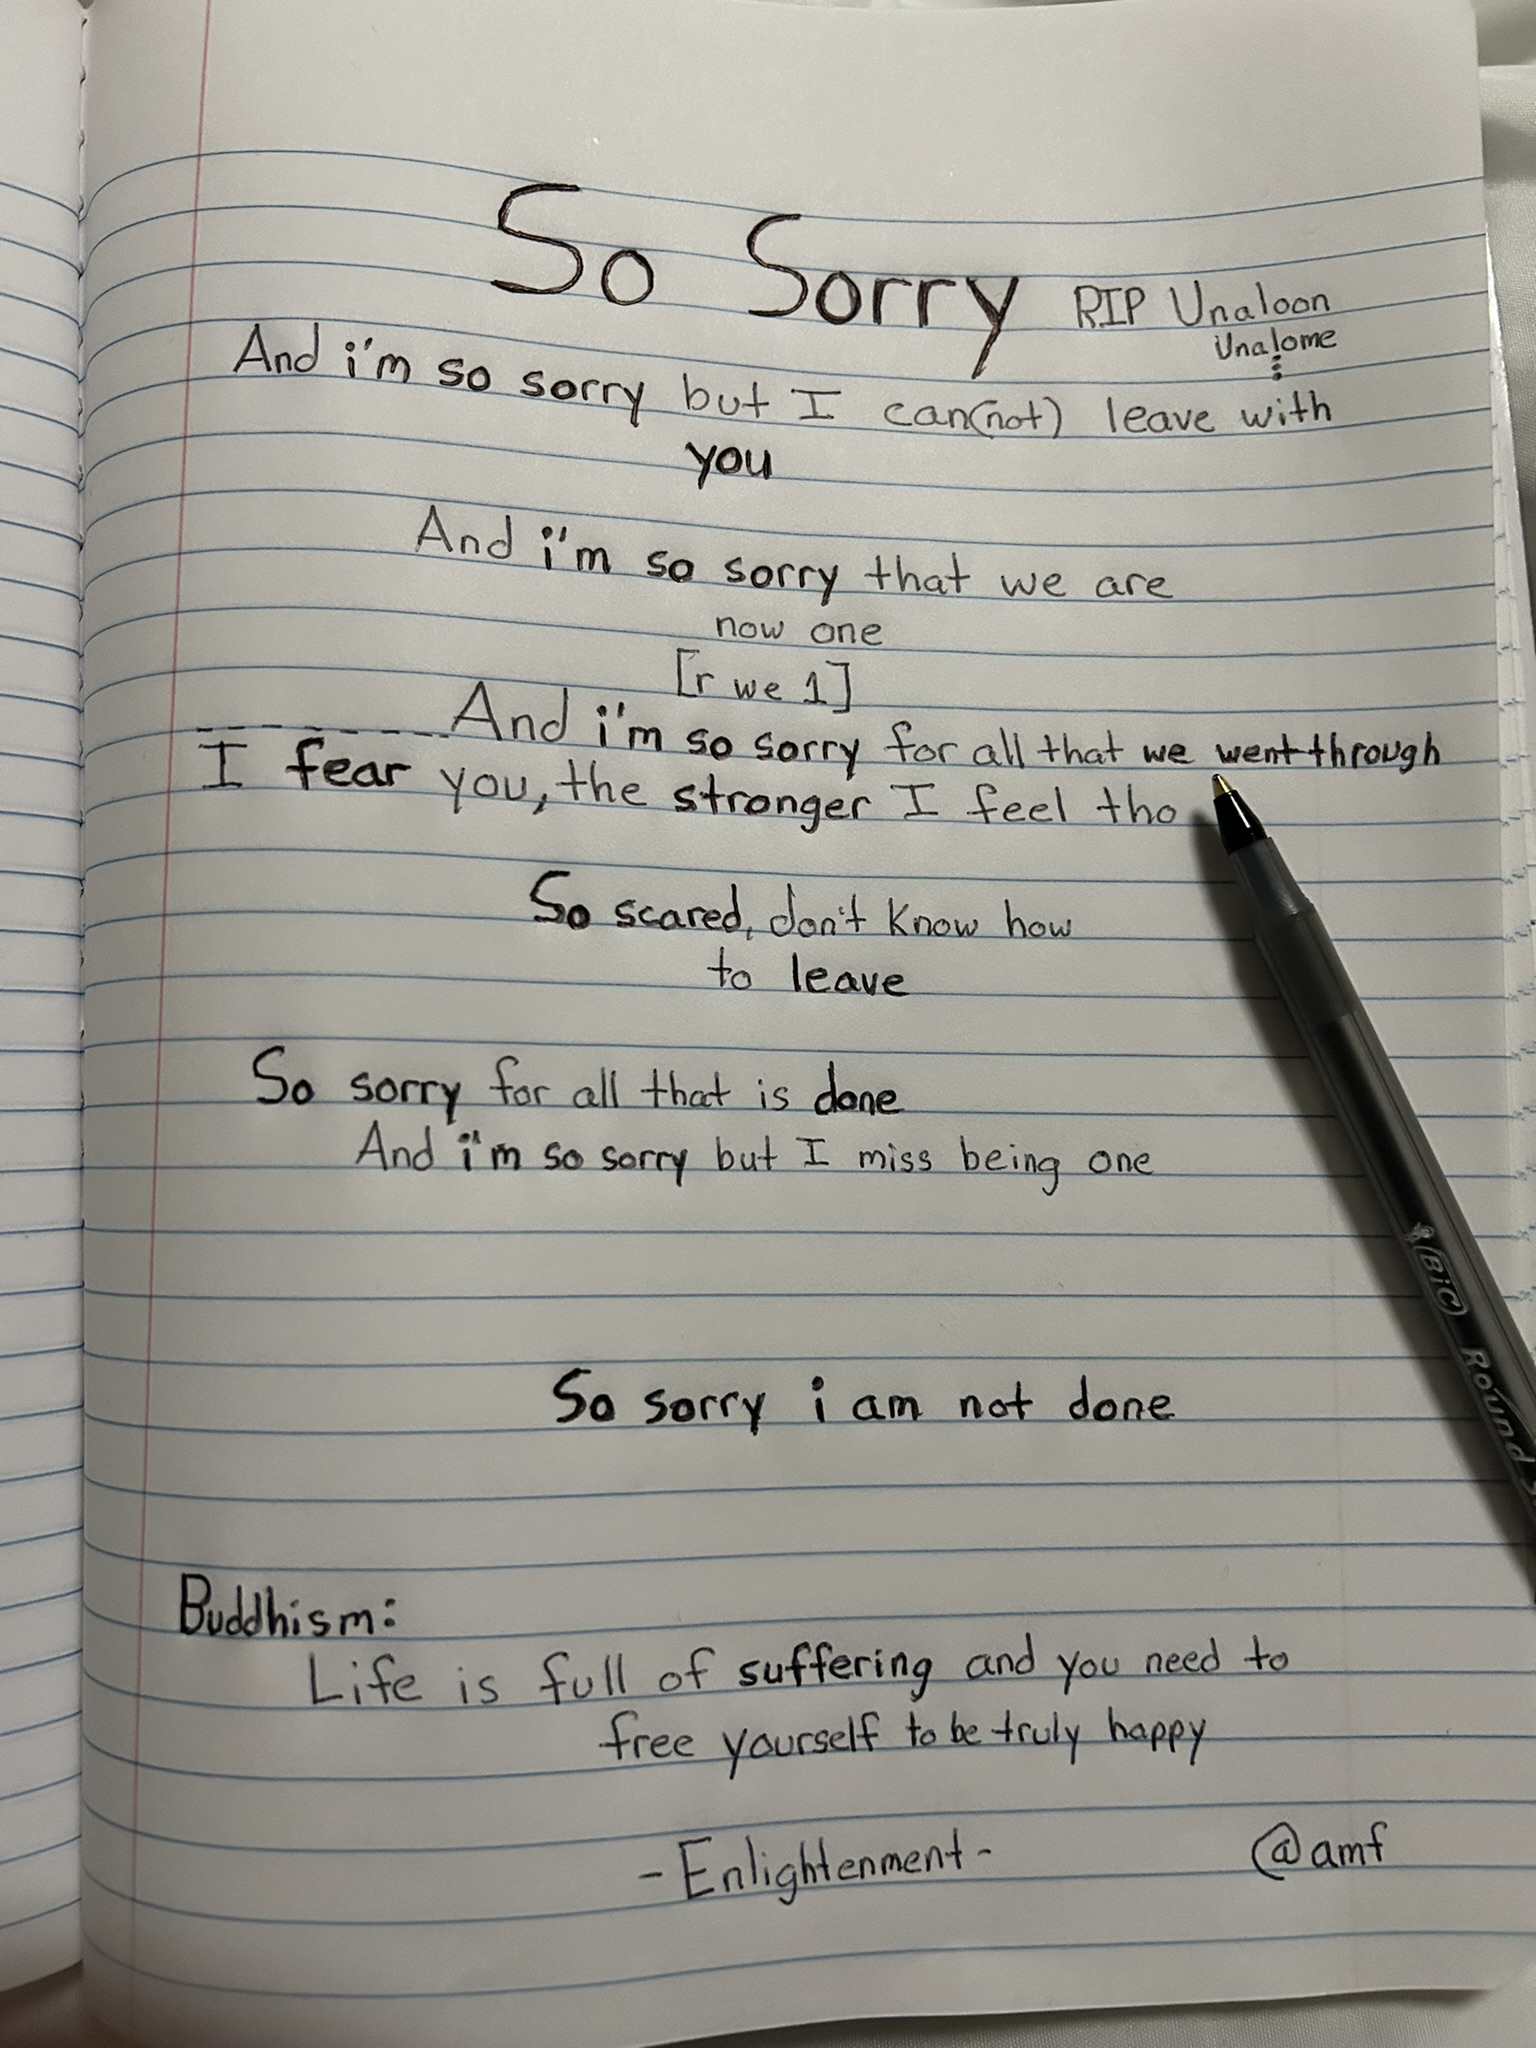 So Sorry RIP Unaloon
Unalome
And i'm so sorry but I can(not) leave with
you
And i'm so sorry that we are
now one
[r we 1]
And i'm so sorry for all that we went through
I fear you, the stronger I feel tho
So scared, don't know how
to leave
So sorry for all that is done
And i'm so sorry but I miss being one
So sorry i am not done
Buddhism:
Life is full of suffering and you need to
free yourself to be truly happy
- Enlightenment -
@amf
BIC Round